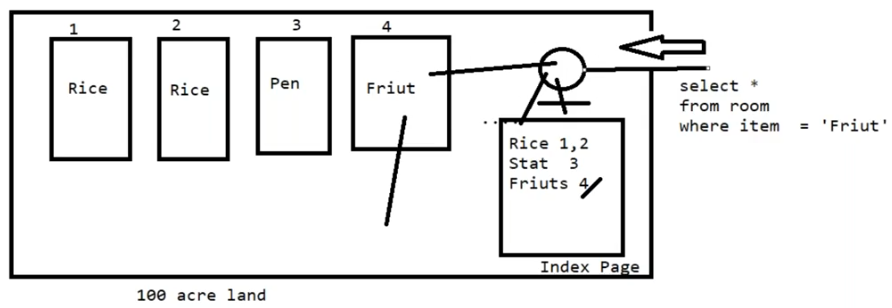 1
2
3
4
Rice
Rice
Pen
Friut
select *
from room
where item = 'Friut'
Rice 1,2
Stat 3
Friuts 4
Index Page
100 acre land